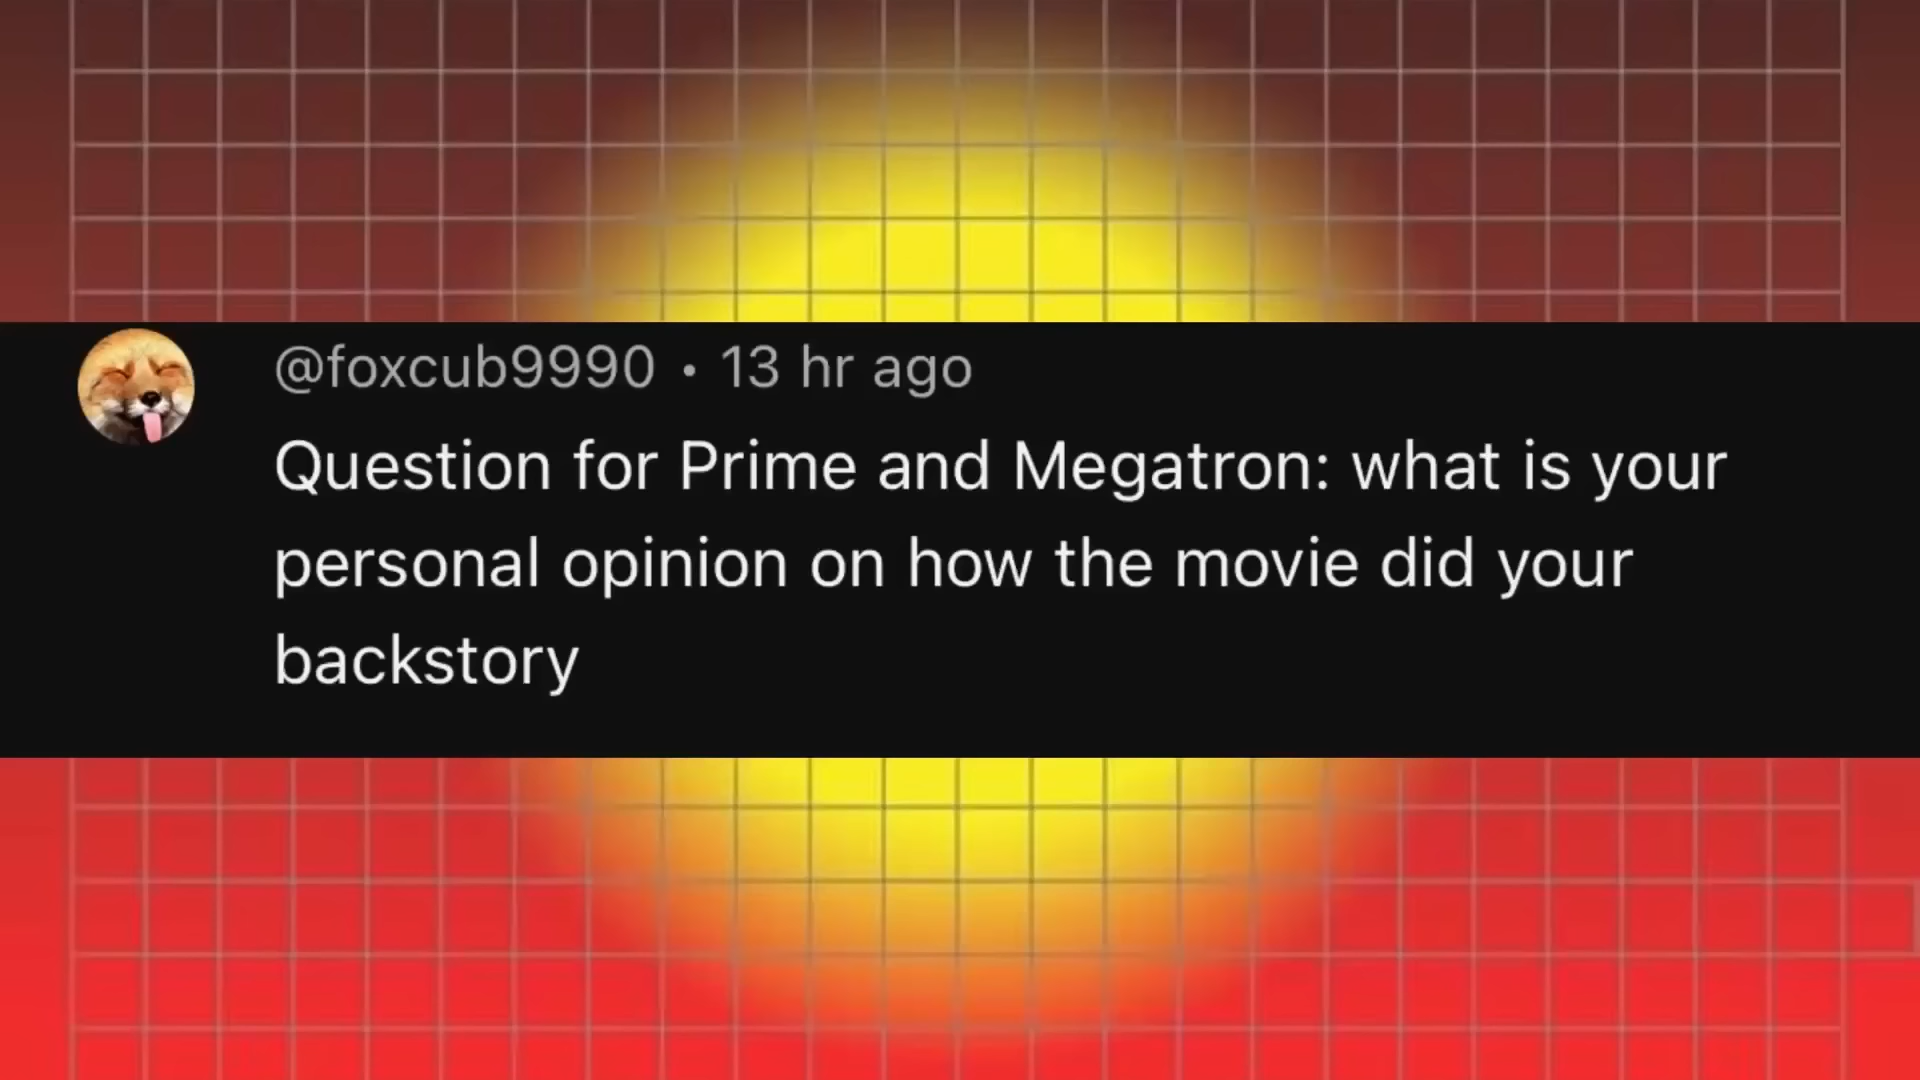 @foxcub9990 • 13 hr ago
Question for Prime and Megatron: what is your
personal opinion on how the movie did your
backstory